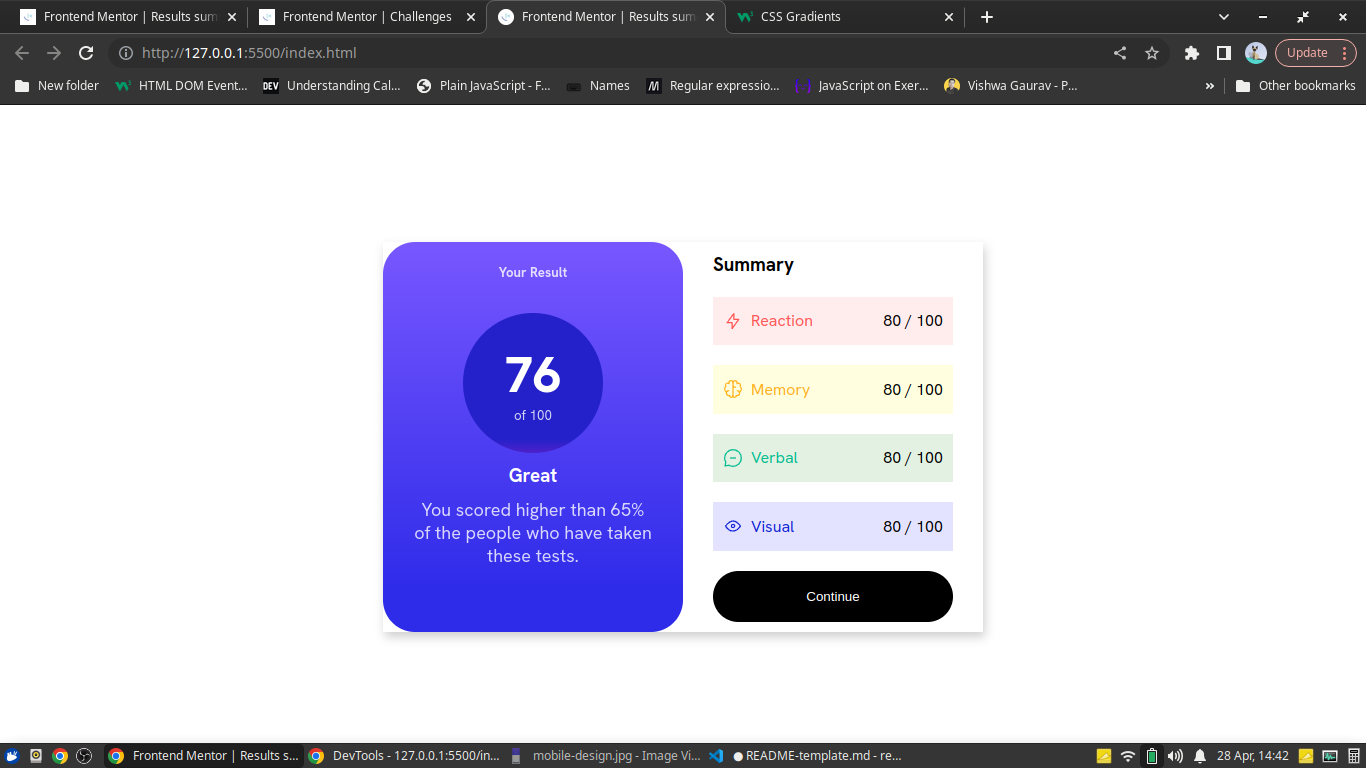 Frontend Mentor | Results sum
Frontend Mentor | Challenges
Frontend Mentor | Results sum
CSS Gradients
http://127.0.0.1:5500/index.html
Update
New folder
HTML DOM Event...
DEV Understanding Cal...
Plain JavaScript - F...
Names
Regular expressio...
JavaScript on Exer...
Vishwa Gaurav - P...
»
Other bookmarks
Your Result
76
of 100
Great
You scored higher than 65%
of the people who have taken
these tests.
Summary
Reaction 80 / 100
Memory 80 / 100
Verbal 80 / 100
Visual 80 / 100
Continue
Frontend Mentor | Results s...
DevTools - 127.0.0.1:5500/in...
mobile-design.jpg - Image Vi...
● README-template.md - re...
28 Apr, 14:42